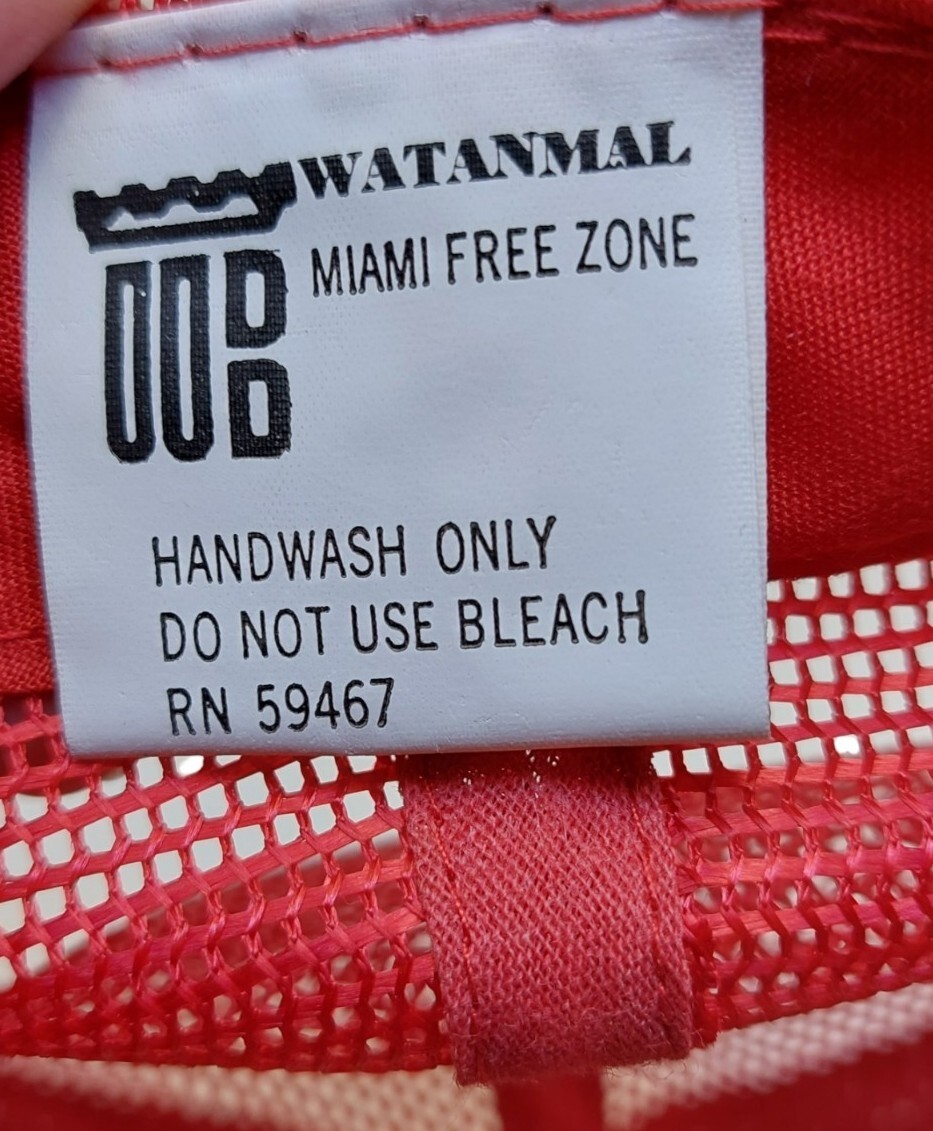 WATANMAL
MIAMI FREE ZONE
HANDWASH ONLY
DO NOT USE BLEACH
RN 59467